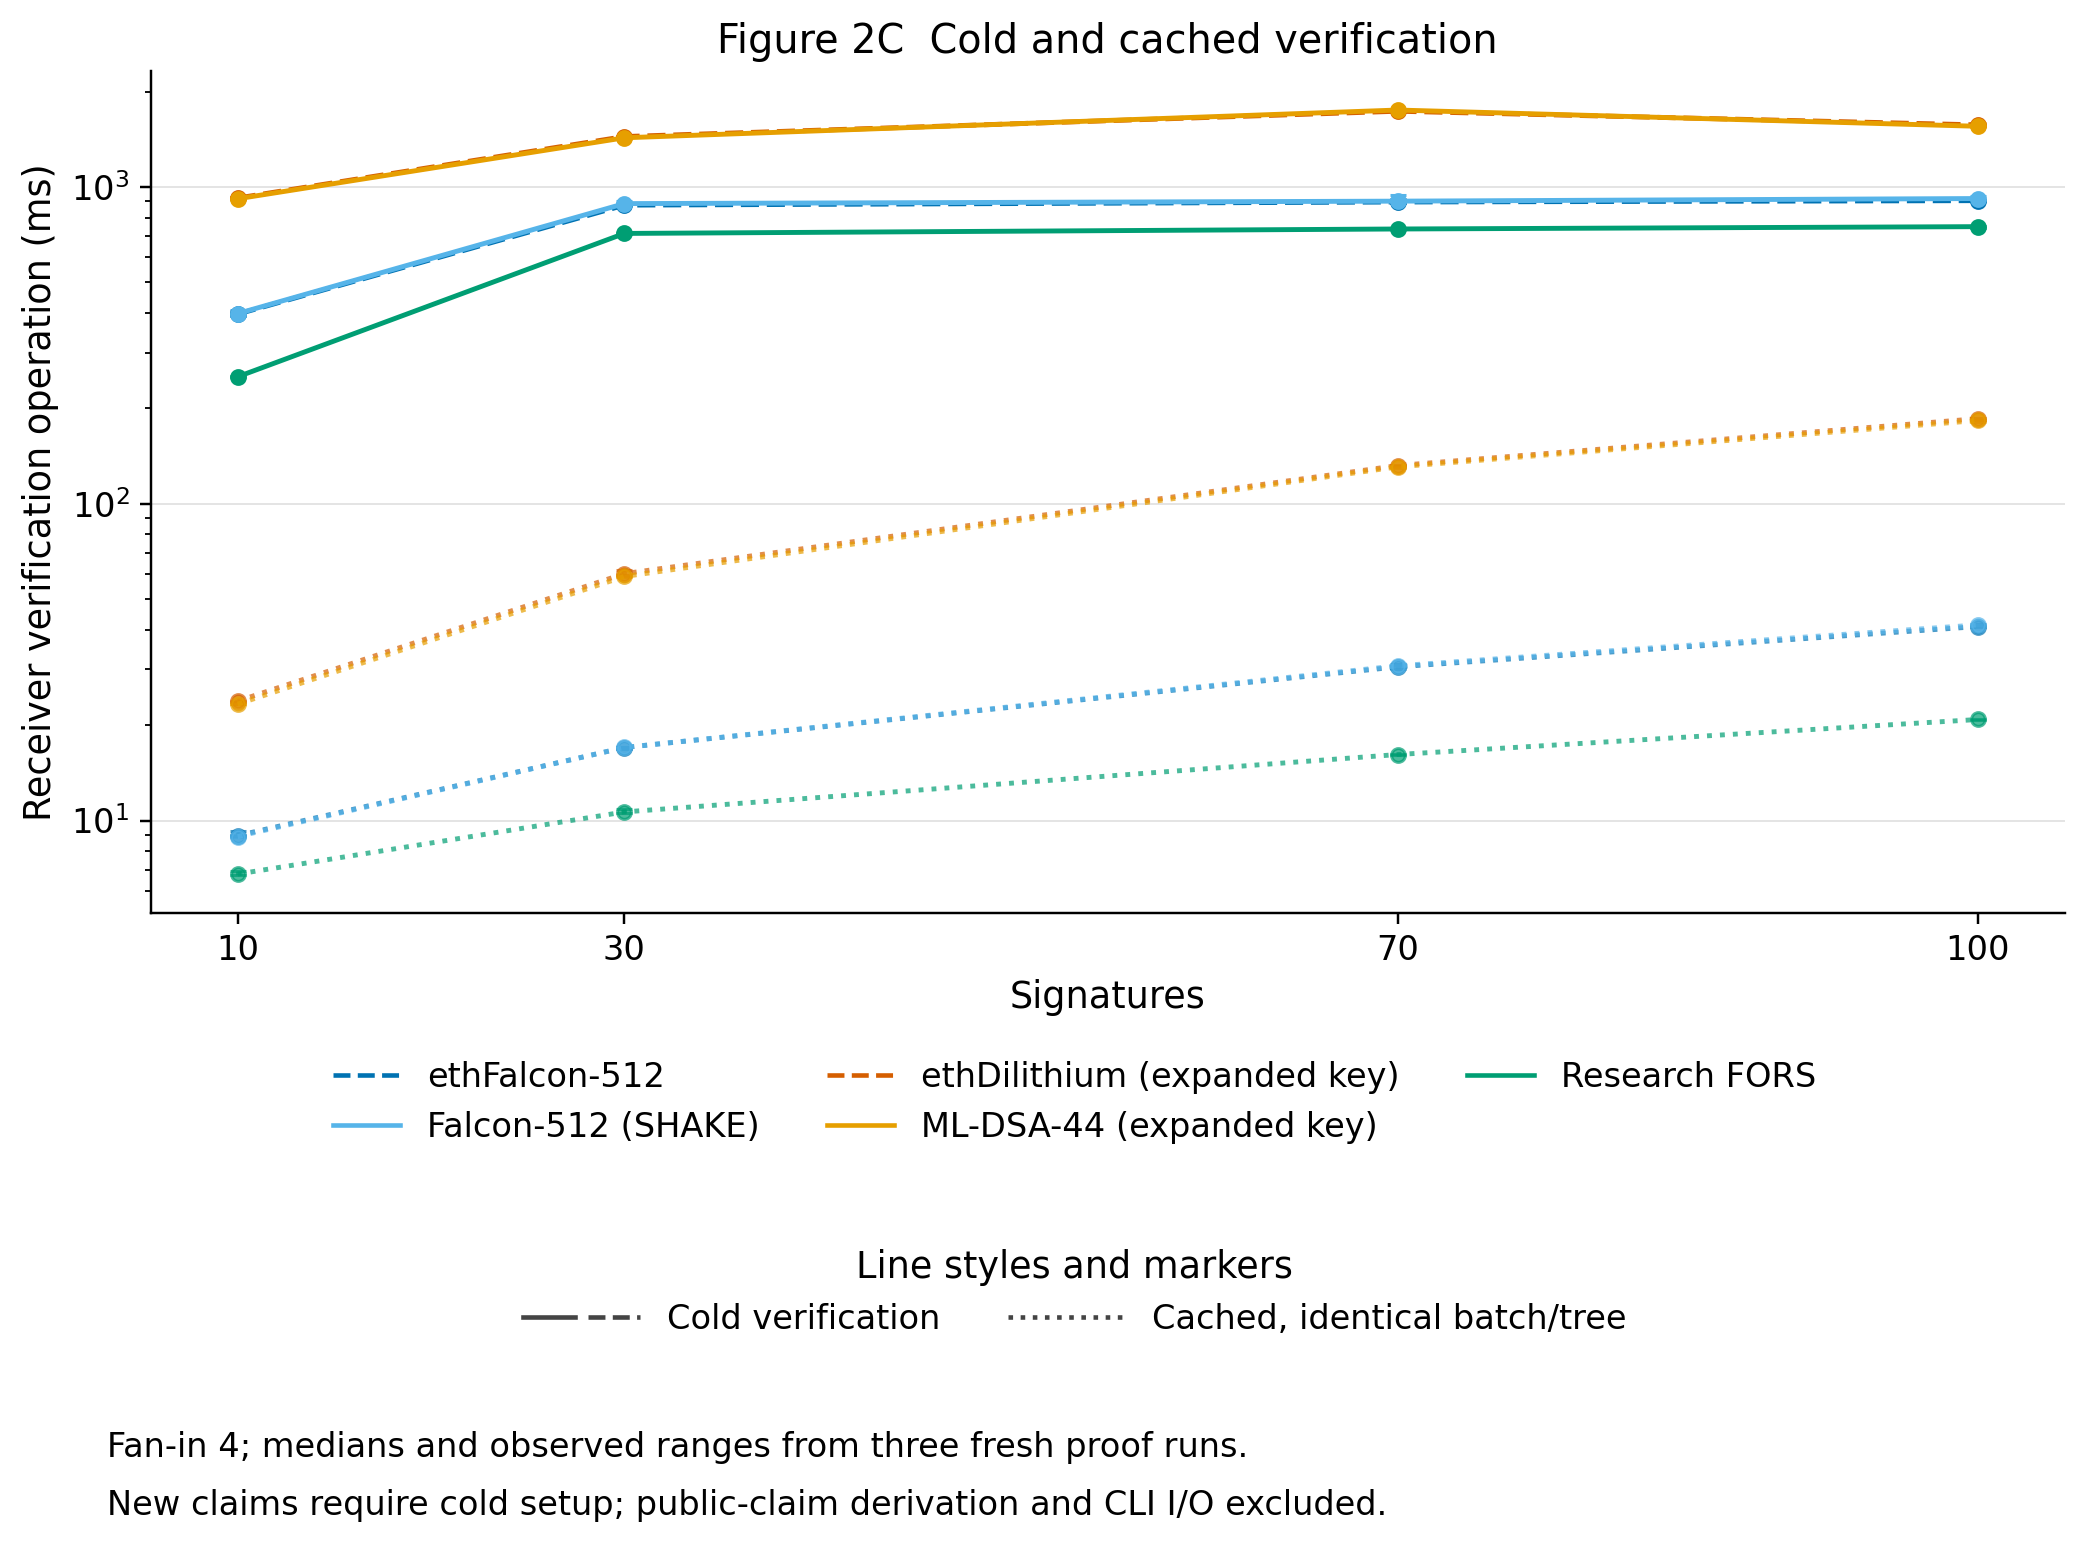 Figure 2C  Cold and cached verification
Receiver verification operation (ms)
10³
10²
10¹
10 30 70 100
Signatures
ethFalcon-512
Falcon-512 (SHAKE)
ethDilithium (expanded key)
ML-DSA-44 (expanded key)
Research FORS
Line styles and markers
Cold verification
Cached, identical batch/tree
Fan-in 4; medians and observed ranges from three fresh proof runs.
New claims require cold setup; public-claim derivation and CLI I/O excluded.